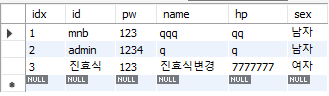 idx id pw name hp sex
1 mnb 123 qqq qq 남자
2 admin 1234 q q 남자
3 진효식 123 진효식변경 7777777 여자
NULL NULL NULL NULL NULL NULL